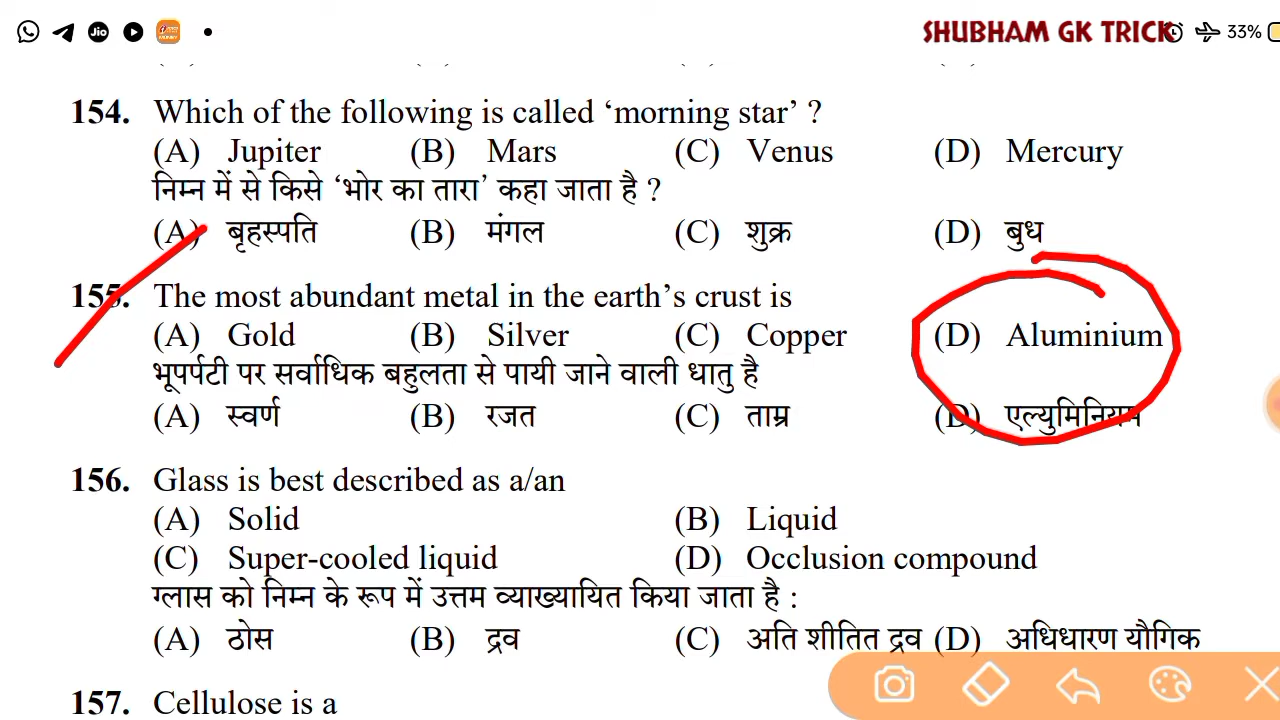 Jio
SHUBHAM GK TRICK 33%
154. Which of the following is called ‘morning star’ ?
(A) Jupiter (B) Mars (C) Venus (D) Mercury
निम्न में से किसे ‘भोर का तारा’ कहा जाता है ?
(A) बृहस्पति (B) मंगल (C) शुक्र (D) बुध
155. The most abundant metal in the earth’s crust is
(A) Gold (B) Silver (C) Copper (D) Aluminium
भूपर्पटी पर सर्वाधिक बहुलता से पायी जाने वाली धातु है
(A) स्वर्ण (B) रजत (C) ताम्र (D) एल्युमिनियम
156. Glass is best described as a/an
(A) Solid (B) Liquid
(C) Super-cooled liquid (D) Occlusion compound
ग्लास को निम्न के रूप में उत्तम व्याख्यायित किया जाता है :
(A) ठोस (B) द्रव (C) अति शीतित द्रव (D) अधिधारण यौगिक
157. Cellulose is a